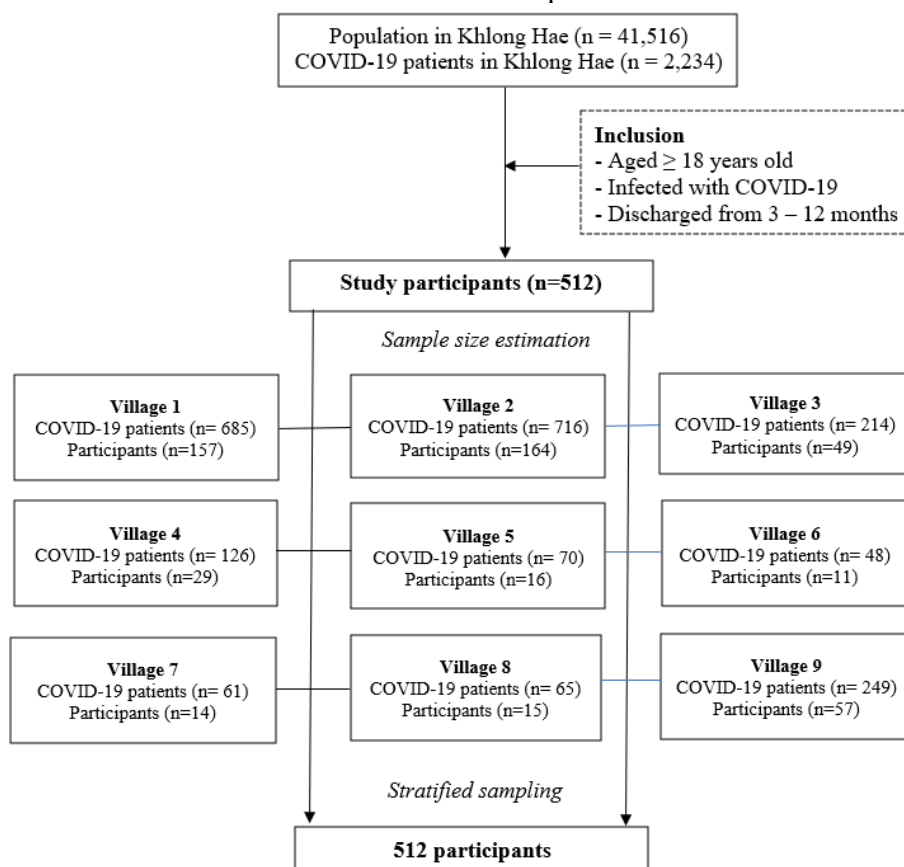 Population in Khlong Hae (n = 41,516)
COVID-19 patients in Khlong Hae (n = 2,234)
Inclusion
- Aged ≥ 18 years old
- Infected with COVID-19
- Discharged from 3 – 12 months
Study participants (n=512)
Sample size estimation
Village 1
COVID-19 patients (n= 685)
Participants (n=157)
Village 2
COVID-19 patients (n= 716)
Participants (n=164)
Village 3
COVID-19 patients (n= 214)
Participants (n=49)
Village 4
COVID-19 patients (n= 126)
Participants (n=29)
Village 5
COVID-19 patients (n= 70)
Participants (n=16)
Village 6
COVID-19 patients (n= 48)
Participants (n=11)
Village 7
COVID-19 patients (n= 61)
Participants (n=14)
Village 8
COVID-19 patients (n= 65)
Participants (n=15)
Village 9
COVID-19 patients (n= 249)
Participants (n=57)
Stratified sampling
512 participants